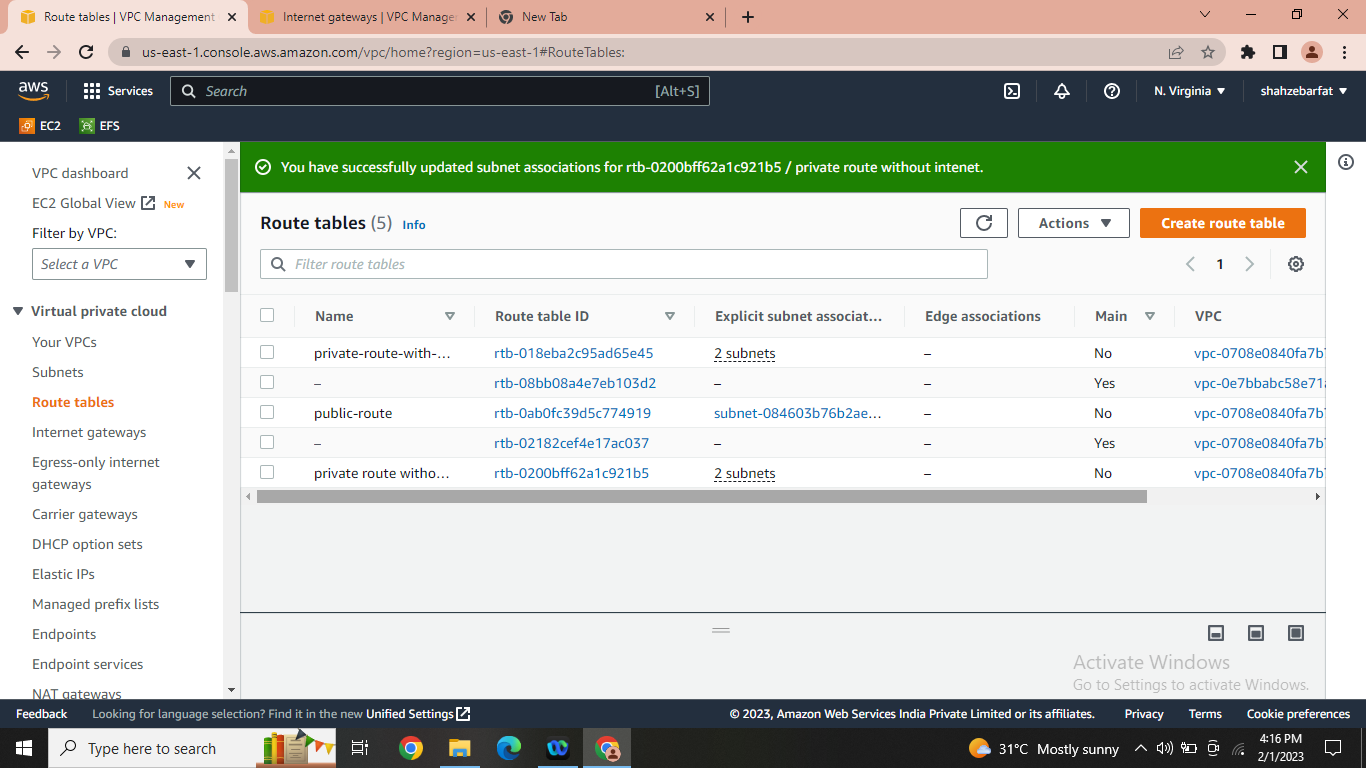 Route tables | VPC Management
Internet gateways | VPC Manager
New Tab
us-east-1.console.aws.amazon.com/vpc/home?region=us-east-1#RouteTables:
aws
Services
Search
[Alt+S]
N. Virginia
shahzebarfat
EC2
EFS
VPC dashboard
EC2 Global View
New
Filter by VPC:
Select a VPC
Virtual private cloud
Your VPCs
Subnets
Route tables
Internet gateways
Egress-only internet
gateways
Carrier gateways
DHCP option sets
Elastic IPs
Managed prefix lists
Endpoints
Endpoint services
NAT gateways
You have successfully updated subnet associations for rtb-0200bff62a1c921b5 / private route without intenet.
Route tables (5) Info
Actions
Create route table
Filter route tables
1
Name Route table ID Explicit subnet associat... Edge associations Main VPC
private-route-with-... rtb-018eba2c95ad65e45 2 subnets – No vpc-0708e0840fa7b7
– rtb-08bb08a4e7eb103d2 – – Yes vpc-0e7bbabc58e71a
public-route rtb-0ab0fc39d5c774919 subnet-084603b76b2ae... – No vpc-0708e0840fa7b7
– rtb-02182cef4e17ac037 – – Yes vpc-0708e0840fa7b7
private route witho... rtb-0200bff62a1c921b5 2 subnets – No vpc-0708e0840fa7b7
Activate Windows
Go to Settings to activate Windows.
Feedback
Looking for language selection? Find it in the new Unified Settings
© 2023, Amazon Web Services India Private Limited or its affiliates.
Privacy
Terms
Cookie preferences
Type here to search
31°C Mostly sunny
4:16 PM
2/1/2023